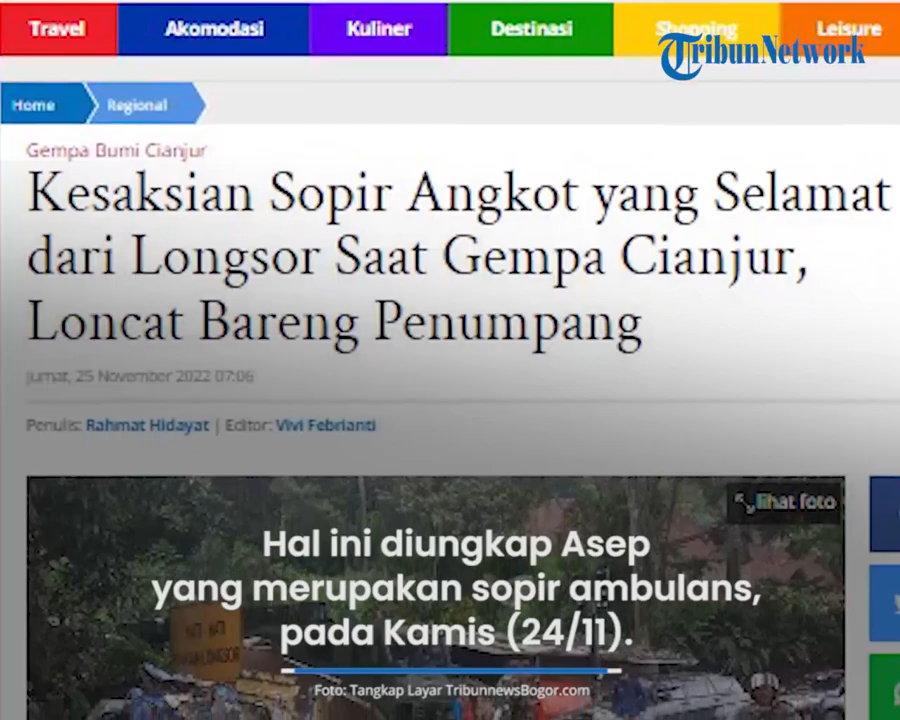 Travel Akomodasi Kuliner Destinasi Shopping Leisure
TribunNetwork
Home Regional
Gempa Bumi Cianjur
Kesaksian Sopir Angkot yang Selamat
dari Longsor Saat Gempa Cianjur,
Loncat Bareng Penumpang
Jumat, 25 November 2022 07:06
Penulis: Rahmat Hidayat | Editor: Vivi Febrianti
lihat foto
Hal ini diungkap Asep
yang merupakan sopir ambulans,
pada Kamis (24/11).
Foto: Tangkap Layar TribunnewsBogor.com